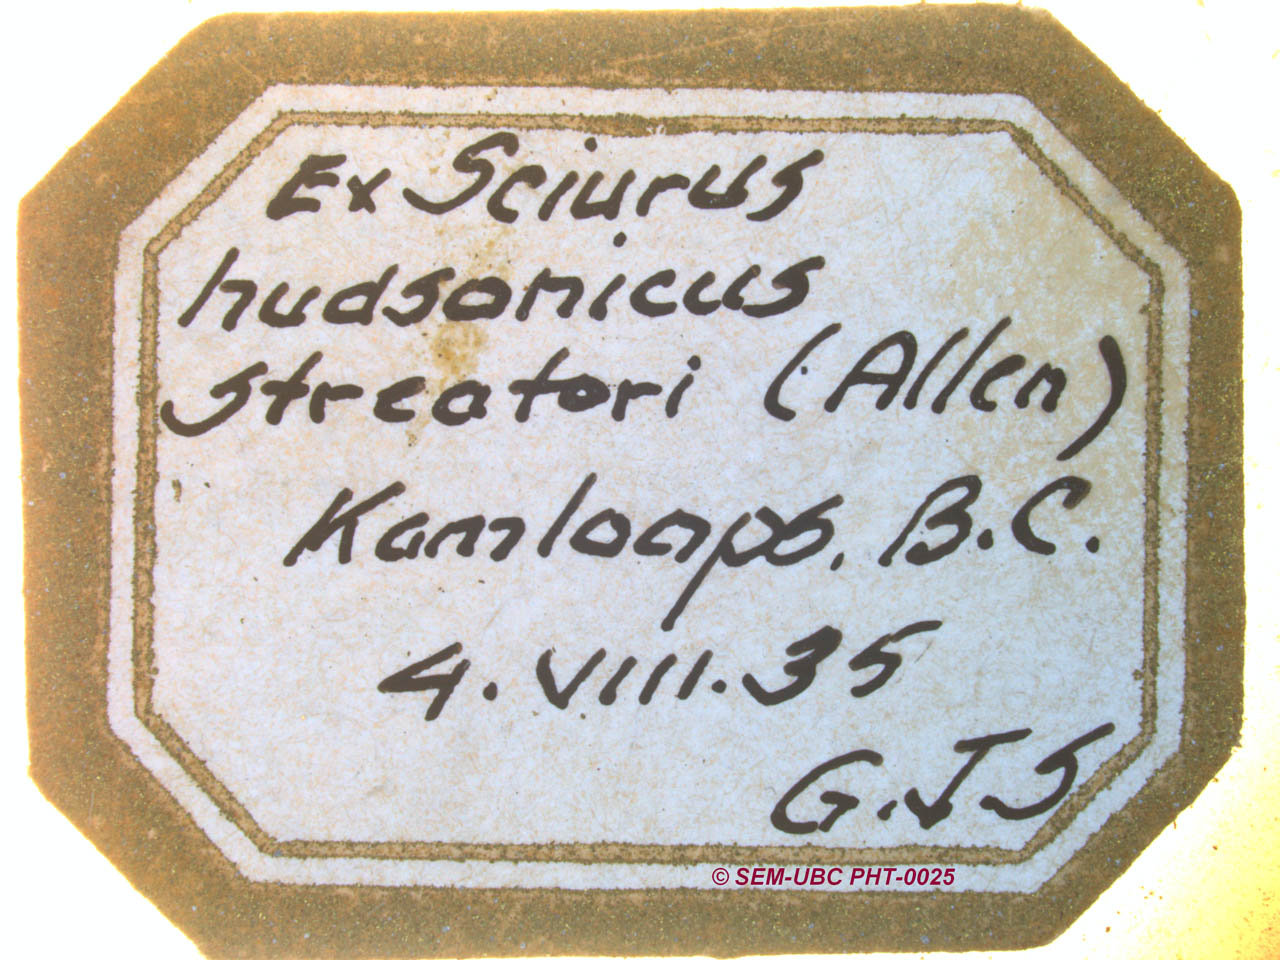 Ex Sciurus
hudsonicus
streatori (Allen)
Kamloops. B.C.
4.VIII.35
G.J.S
© SEM-UBC PHT-0025